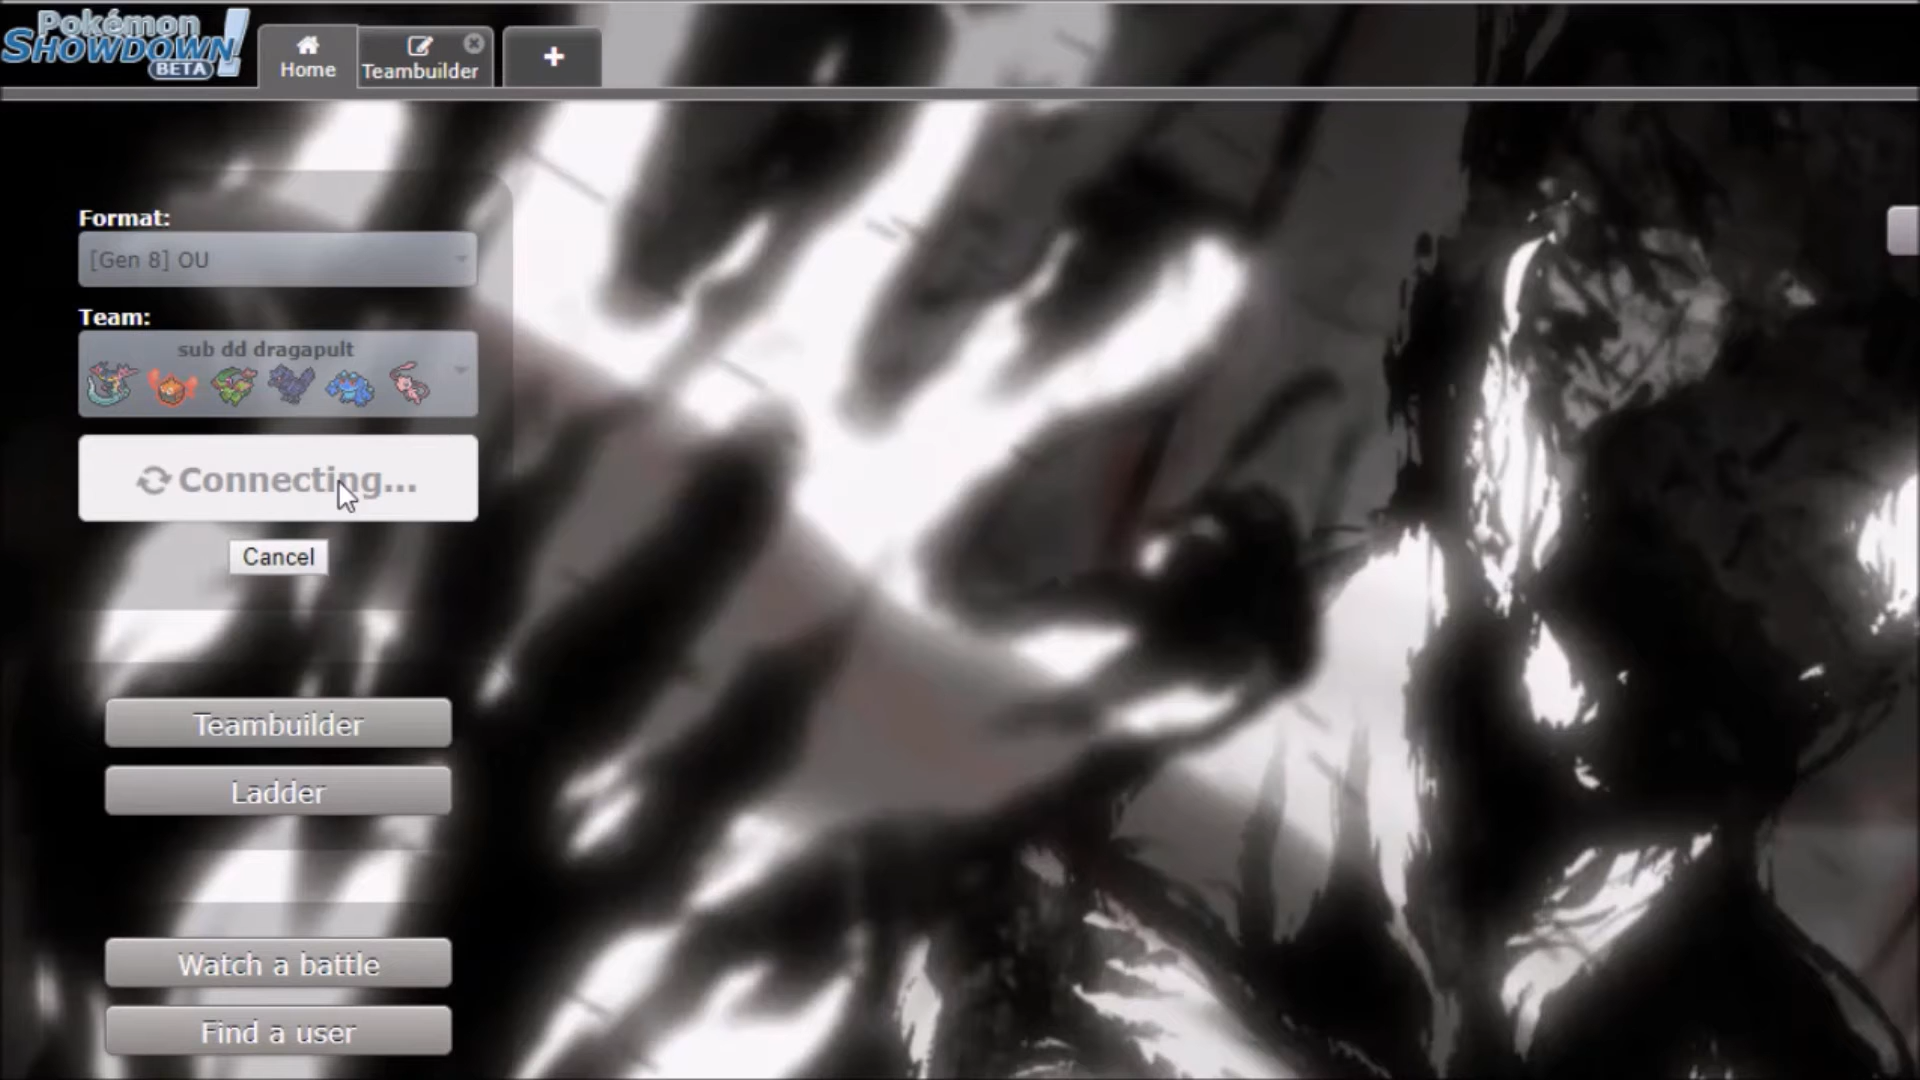 Pokémon
SHOWDOWN!
BETA
Home
Teambuilder
Format:
[Gen 8] OU
Team:
sub dd dragapult
Connecting...
Cancel
Teambuilder
Ladder
Watch a battle
Find a user